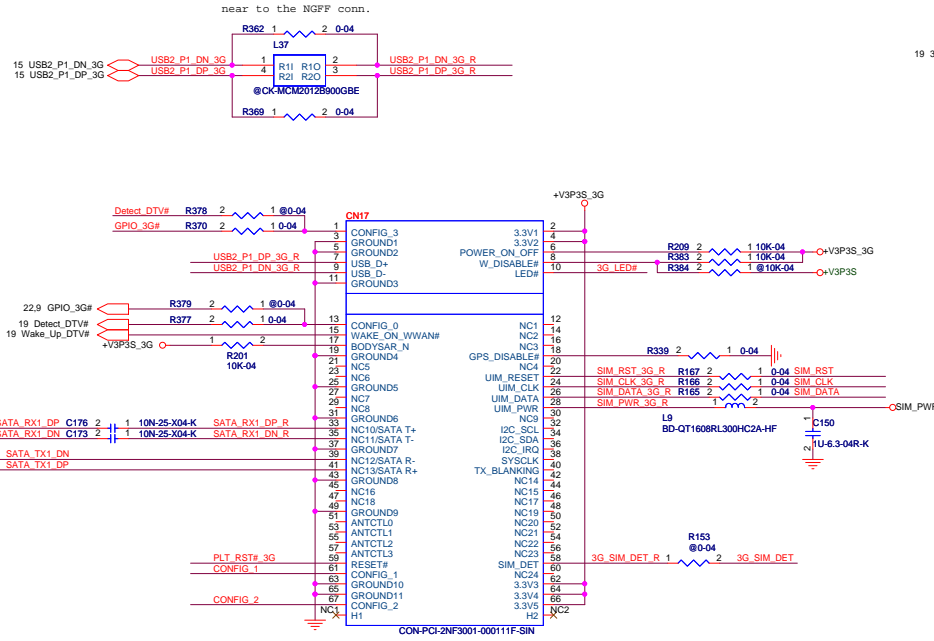 near to the NGFF conn.
R362 1 2 0-04
L37
15 USB2_P1_DN_3G USB2_P1_DN_3G 1 R1I R1O 2 USB2_P1_DN_3G_R
15 USB2_P1_DP_3G USB2_P1_DP_3G 4 R2I R2O 3 USB2_P1_DP_3G_R
@CK-MCM2012B900GBE
R369 1 2 0-04
19 3
+V3P3S_3G
Detect_DTV# R378 2 1 @0-04
CN17
GPIO_3G# R370 2 1 0-04
1 CONFIG_3 3.3V1 2
3 GROUND1 3.3V2 4
5 GROUND2 POWER_ON_OFF 6 R209 2 1 10K-04 +V3P3S_3G
USB2_P1_DP_3G_R 7 USB_D+ W_DISABLE# 8 R383 2 1 10K-04
USB2_P1_DN_3G_R 9 USB_D- LED# 10 3G_LED# R384 2 1 @10K-04 +V3P3S
11 GROUND3
22,9 GPIO_3G# R379 2 1 @0-04
19 Detect_DTV# R377 2 1 0-04
13 CONFIG_0 NC1 12
19 Wake_Up_DTV# 15 WAKE_ON_WWAN# NC2 14
+V3P3S_3G 1 2 17 BODYSAR_N NC3 16
R201
10K-04
19 GROUND4 GPS_DISABLE# 18 R339 2 1 0-04
21 NC5 NC4 20
23 NC6 UIM_RESET 22 SIM_RST_3G_R R167 2 1 0-04 SIM_RST
25 GROUND5 UIM_CLK 24 SIM_CLK_3G_R R166 2 1 0-04 SIM_CLK
27 NC7 UIM_DATA 26 SIM_DATA_3G_R R165 2 1 0-04 SIM_DATA
29 NC8 UIM_PWR 28 SIM_PWR_3G_R 1 2 SIM_PWR
L9
BD-QT1608RL300HC2A-HF
1 C150
2 1U-6.3-04R-K
31 GROUND6 NC9 30
SATA_RX1_DP C176 2 1 10N-25-X04-K SATA_RX1_DP_R 33 NC10/SATA T+ I2C_SCL 32
SATA_RX1_DN C173 2 1 10N-25-X04-K SATA_RX1_DN_R 35 NC11/SATA T- I2C_SDA 34
37 GROUND7 I2C_IRQ 36
SATA_TX1_DN 39 NC12/SATA R- SYSCLK 38
SATA_TX1_DP 41 NC13/SATA R+ TX_BLANKING 40
43 GROUND8 NC14 42
45 NC16 NC15 44
47 NC18 NC17 46
49 GROUND9 NC19 48
51 ANTCTL0 NC20 50
53 ANTCTL1 NC21 52
55 ANTCTL2 NC22 54
57 ANTCTL3 NC23 56
PLT_RST#_3G 59 RESET# SIM_DET 58 3G_SIM_DET_R 1 2 3G_SIM_DET
R153
@0-04
CONFIG_1 61 CONFIG_1 NC24 60
63 GROUND10 3.3V3 62
65 GROUND11 3.3V4 64
CONFIG_2 67 CONFIG_2 3.3V5 66
NC1 H1 H2 NC2
CON-PCI-2NF3001-000111F-SIN